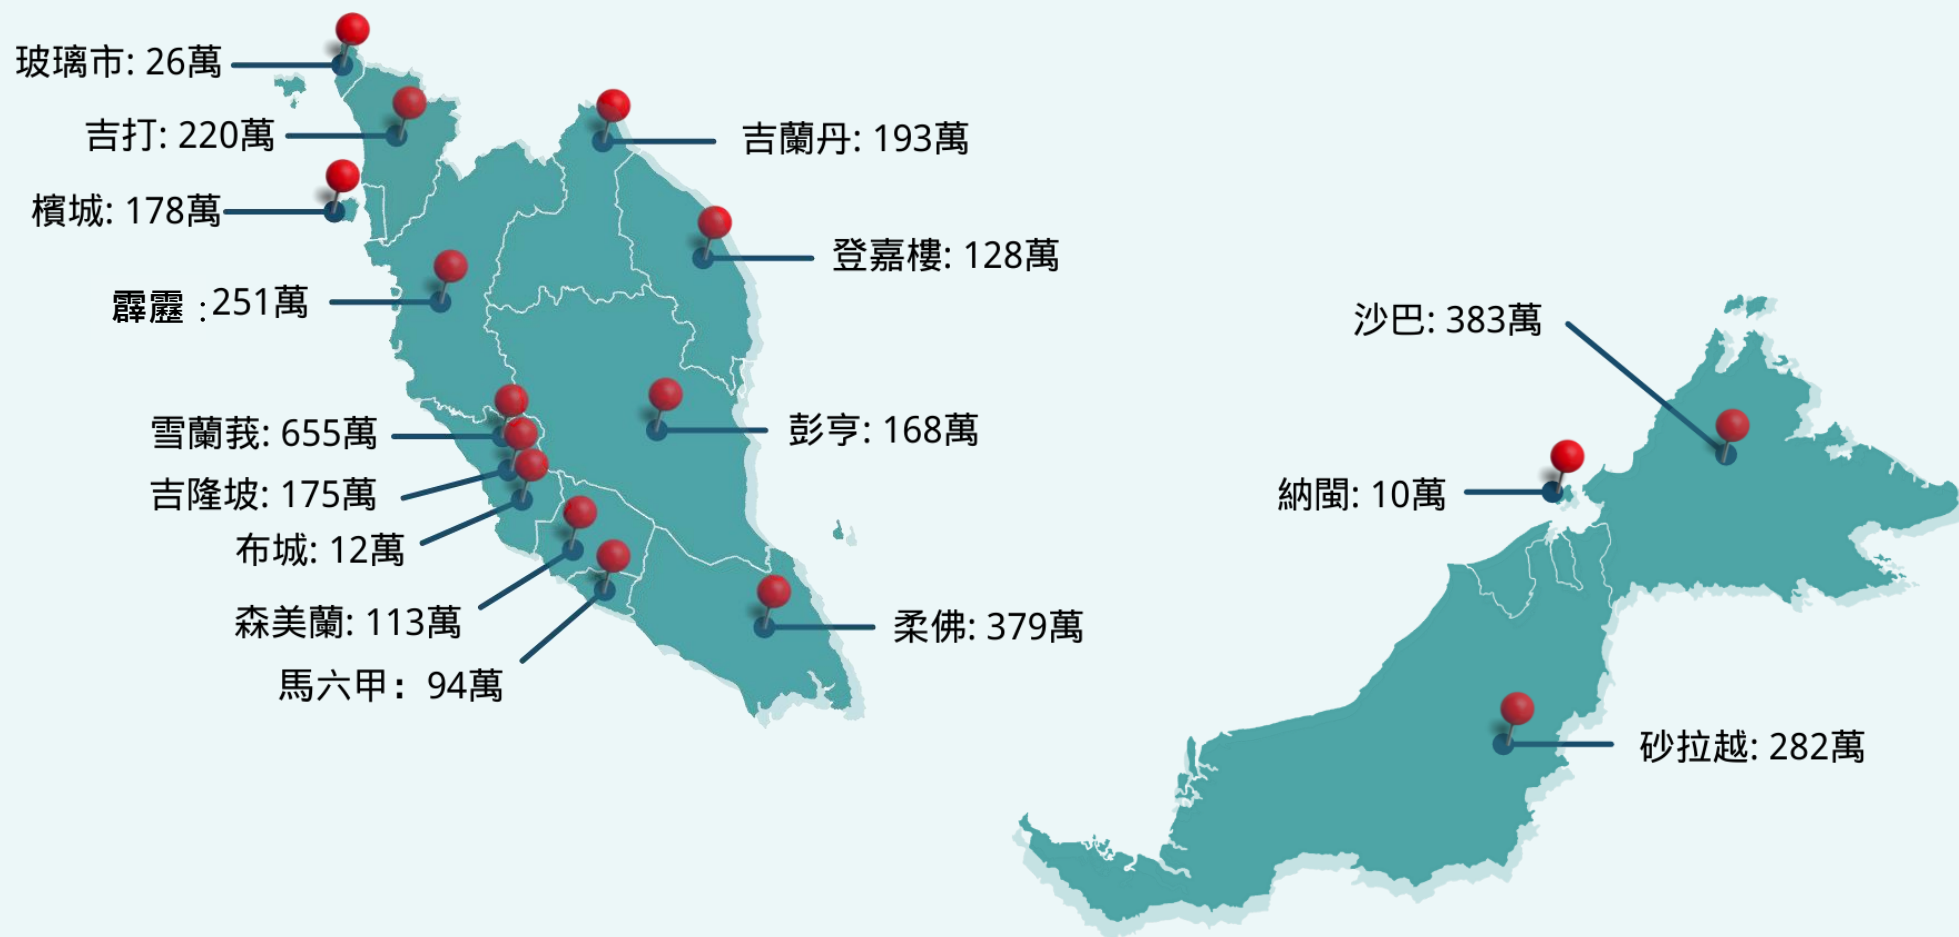 玻璃市: 26萬
吉打: 220萬
檳城: 178萬
霹靂 : 251萬
雪蘭莪: 655萬
吉隆坡: 175萬
布城: 12萬
森美蘭: 113萬
馬六甲： 94萬
吉蘭丹: 193萬
登嘉樓: 128萬
彭亨: 168萬
柔佛: 379萬
沙巴: 383萬
納閩: 10萬
砂拉越: 282萬